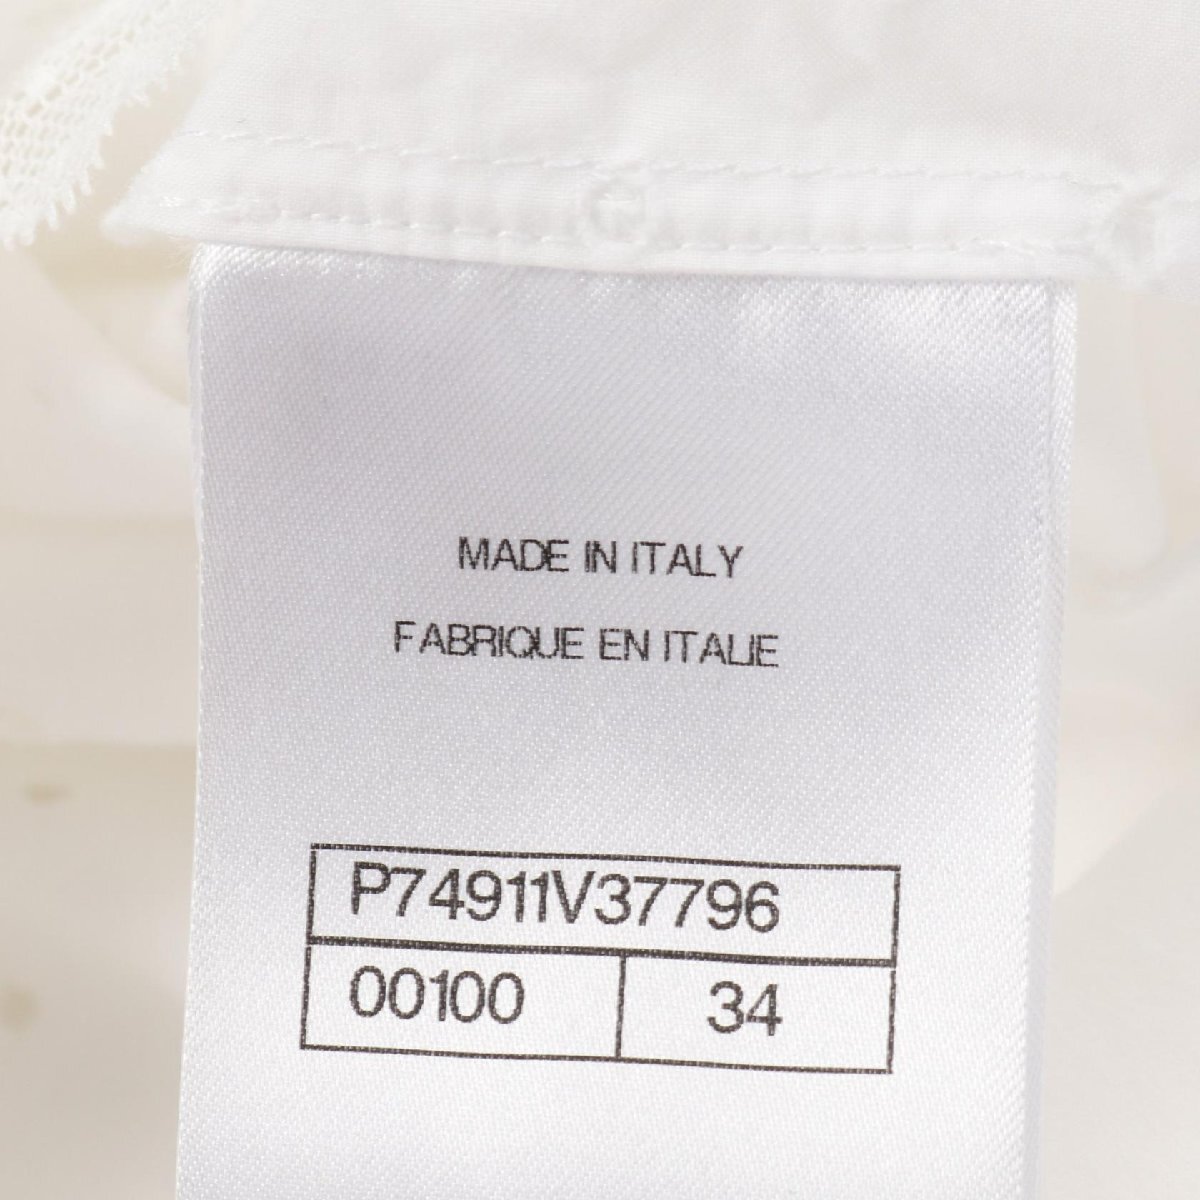 MADE IN ITALY
FABRIQUE EN ITALIE
P74911V37796
00100 34